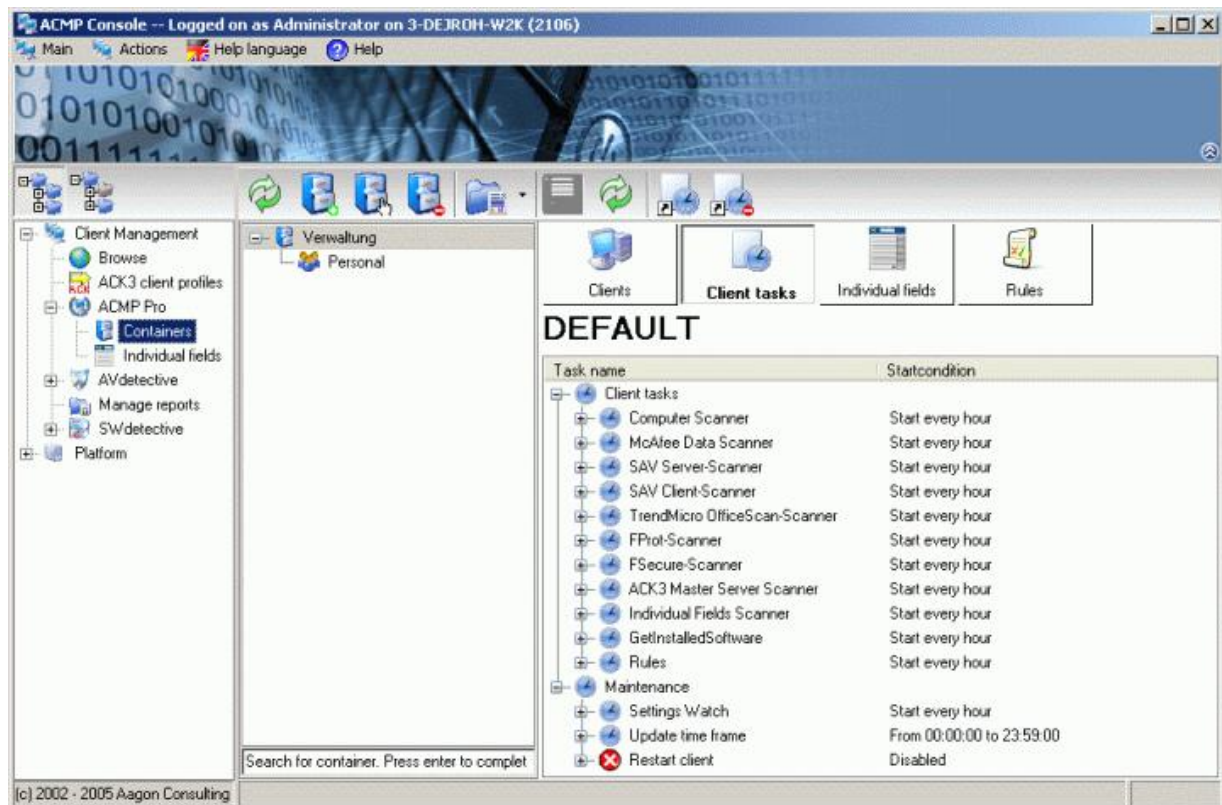 ACMP Console -- Logged on as Administrator on 3-DEJROH-W2K (2106)
Main Actions Help language Help
Client Management
Browse
ACK3 client profiles
ACMP Pro
Containers
Individual fields
AVdetective
Manage reports
SWdetective
Platform
Verwaltung
Personal
Search for container. Press enter to complet
Clients Client tasks Individual fields Rules
DEFAULT
Task name Startcondition
Client tasks
Computer Scanner Start every hour
McAfee Data Scanner Start every hour
SAV Server-Scanner Start every hour
SAV Client-Scanner Start every hour
TrendMicro OfficeScan-Scanner Start every hour
FProt-Scanner Start every hour
FSecure-Scanner Start every hour
ACK3 Master Server Scanner Start every hour
Individual Fields Scanner Start every hour
GetInstalledSoftware Start every hour
Rules Start every hour
Maintenance
Settings Watch Start every hour
Update time frame From 00:00:00 to 23:59:00
Restart client Disabled
(c) 2002 - 2005 Aagon Consulting